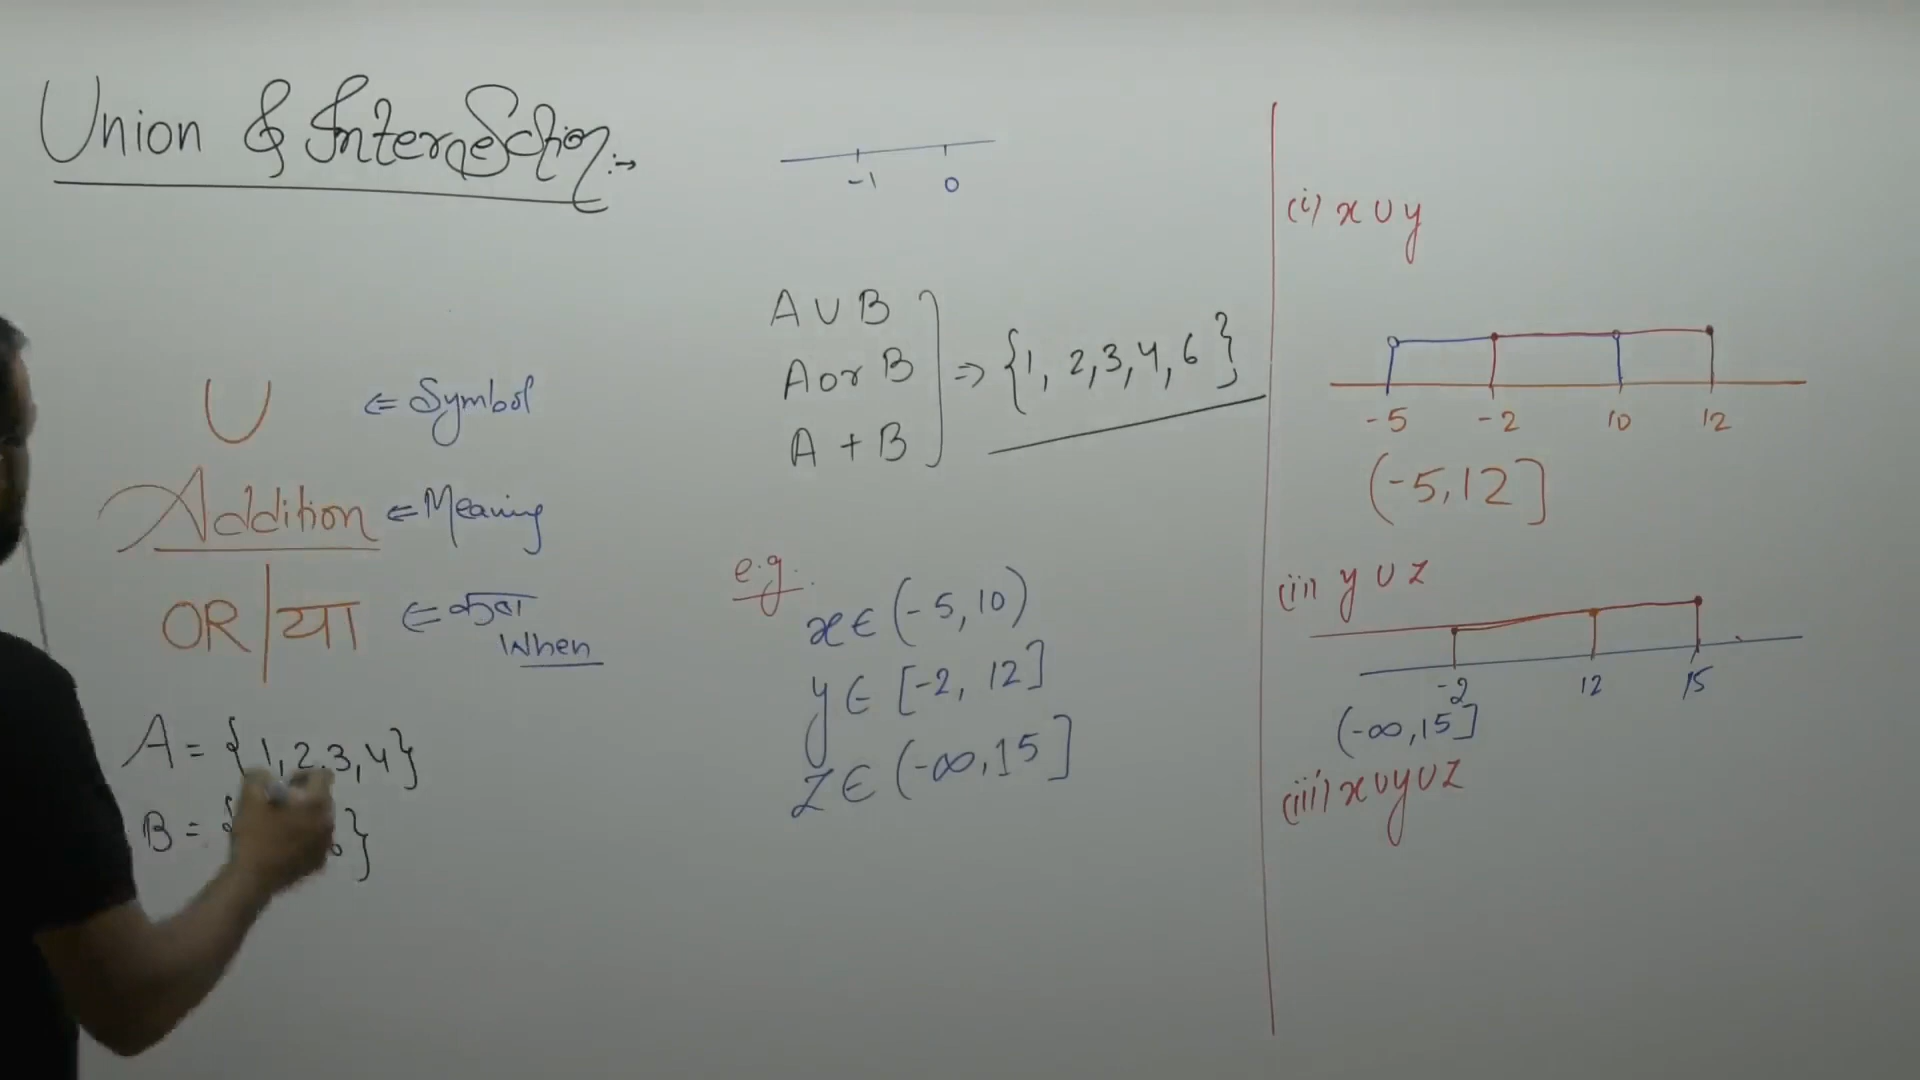 Union & Intersection :→
-1 0
U ⇐ Symbol
Addition ⇐ Meaning
OR | या ⇐ कब
When
A = {1,2,3,4}
B = { 6}
A ∪ B
A or B ⇒ {1, 2,3,4,6}
A + B
e.g.
x ∈ (-5,10)
y ∈ [-2, 12]
z ∈ (-∞,15]
(i) x ∪ y
-5 -2 10 12
(-5,12]
(ii) y ∪ z
-2 12 15
(-∞,15]
(iii) x∪y∪z